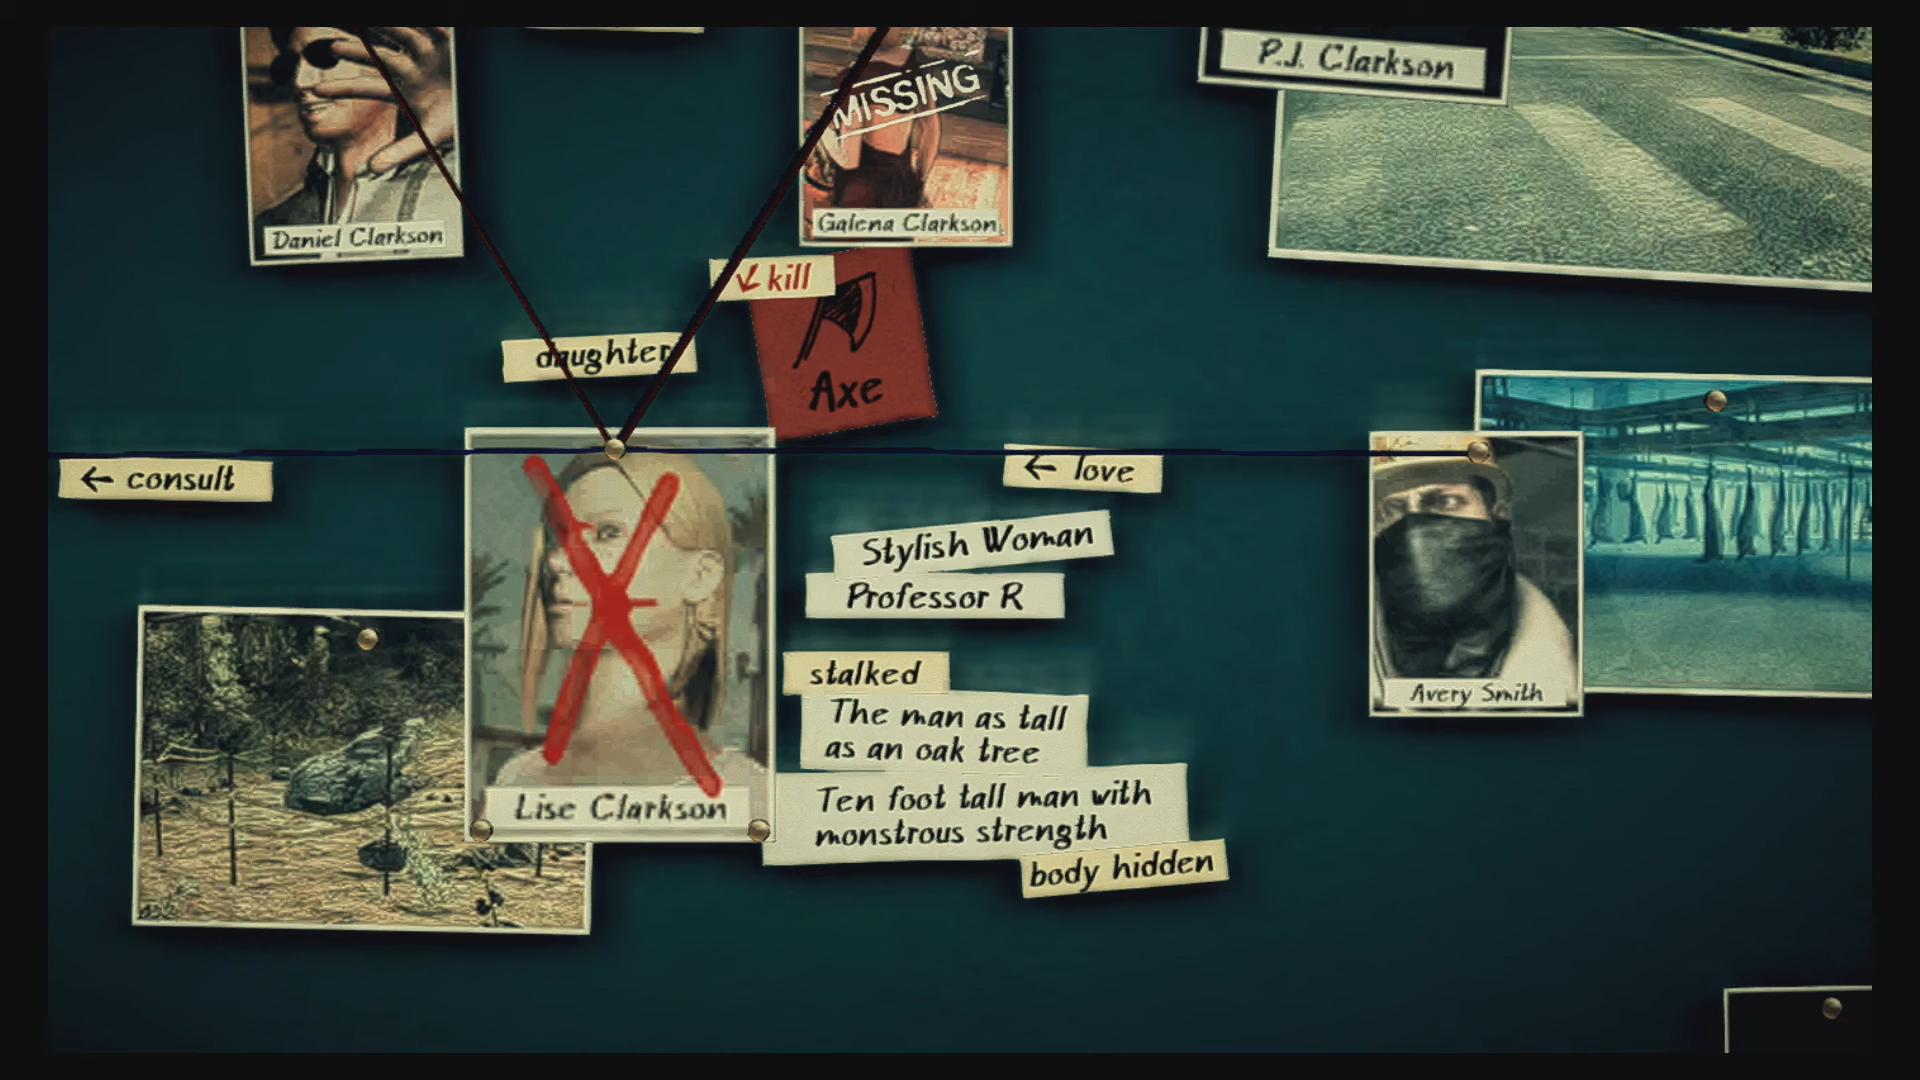 P.J. Clarkson
MISSING
Daniel Clarkson
Galena Clarkson
kill
Axe
daughter
← consult
← love
Stylish Woman
Professor R
stalked
The man as tall
as an oak tree
Ten foot tall man with
monstrous strength
body hidden
Lise Clarkson
Avery Smith